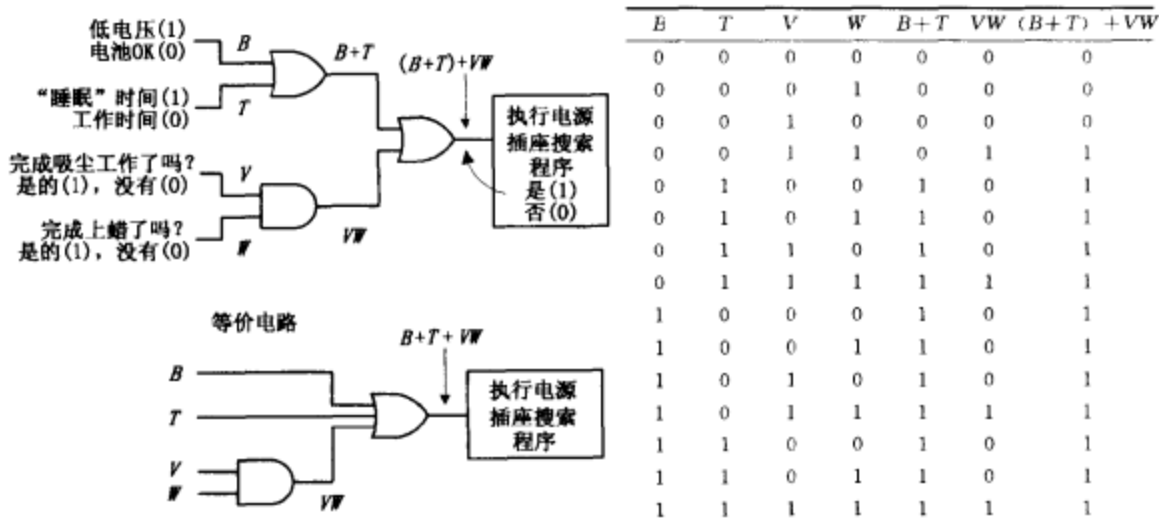 低电压(1)
电池OK(0)
B
B+T
“睡眠”时间(1)
工作时间(0)
T
(B+T)+VW
完成吸尘工作了吗?
是的(1), 没有(0)
V
完成上蜡了吗?
是的(1), 没有(0)
W
VW
执行电源
插座搜索
程序
是(1)
否(0)
等价电路
B
T
V
W
VW
B+T+VW
执行电源
插座搜索
程序
B T V W B+T VW (B+T) +VW
0 0 0 0 0 0 0
0 0 0 1 0 0 0
0 0 1 0 0 0 0
0 0 1 1 0 1 1
0 1 0 0 1 0 1
0 1 0 1 1 0 1
0 1 1 0 1 0 1
0 1 1 1 1 1 1
1 0 0 0 1 0 1
1 0 0 1 1 0 1
1 0 1 0 1 0 1
1 0 1 1 1 1 1
1 1 0 0 1 0 1
1 1 0 1 1 0 1
1 1 1 1 1 1 1